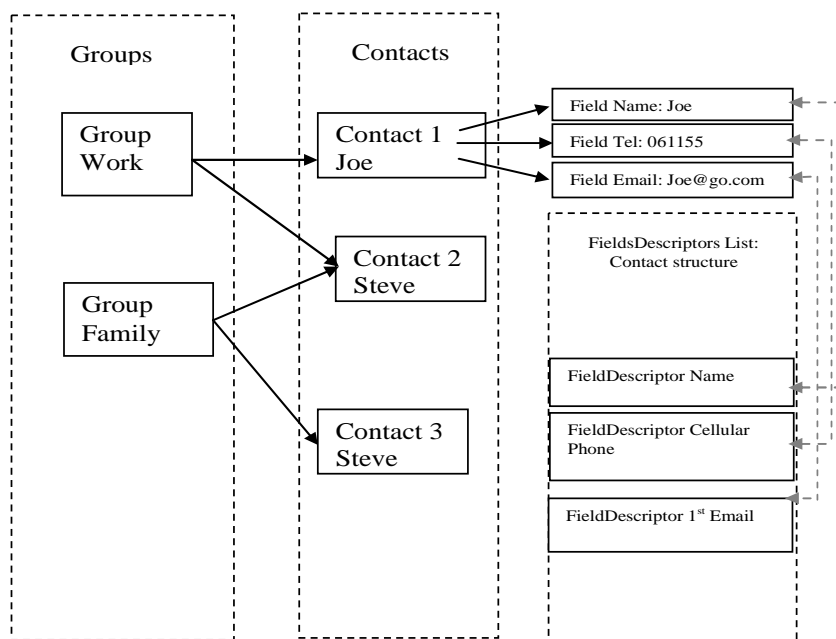 Groups
Contacts
Group
Work
Group
Family
Contact 1
Joe
Contact 2
Steve
Contact 3
Steve
Field Name: Joe
Field Tel: 061155
Field Email: Joe@go.com
FieldsDescriptors List:
Contact structure
FieldDescriptor Name
FieldDescriptor Cellular
Phone
FieldDescriptor 1st Email